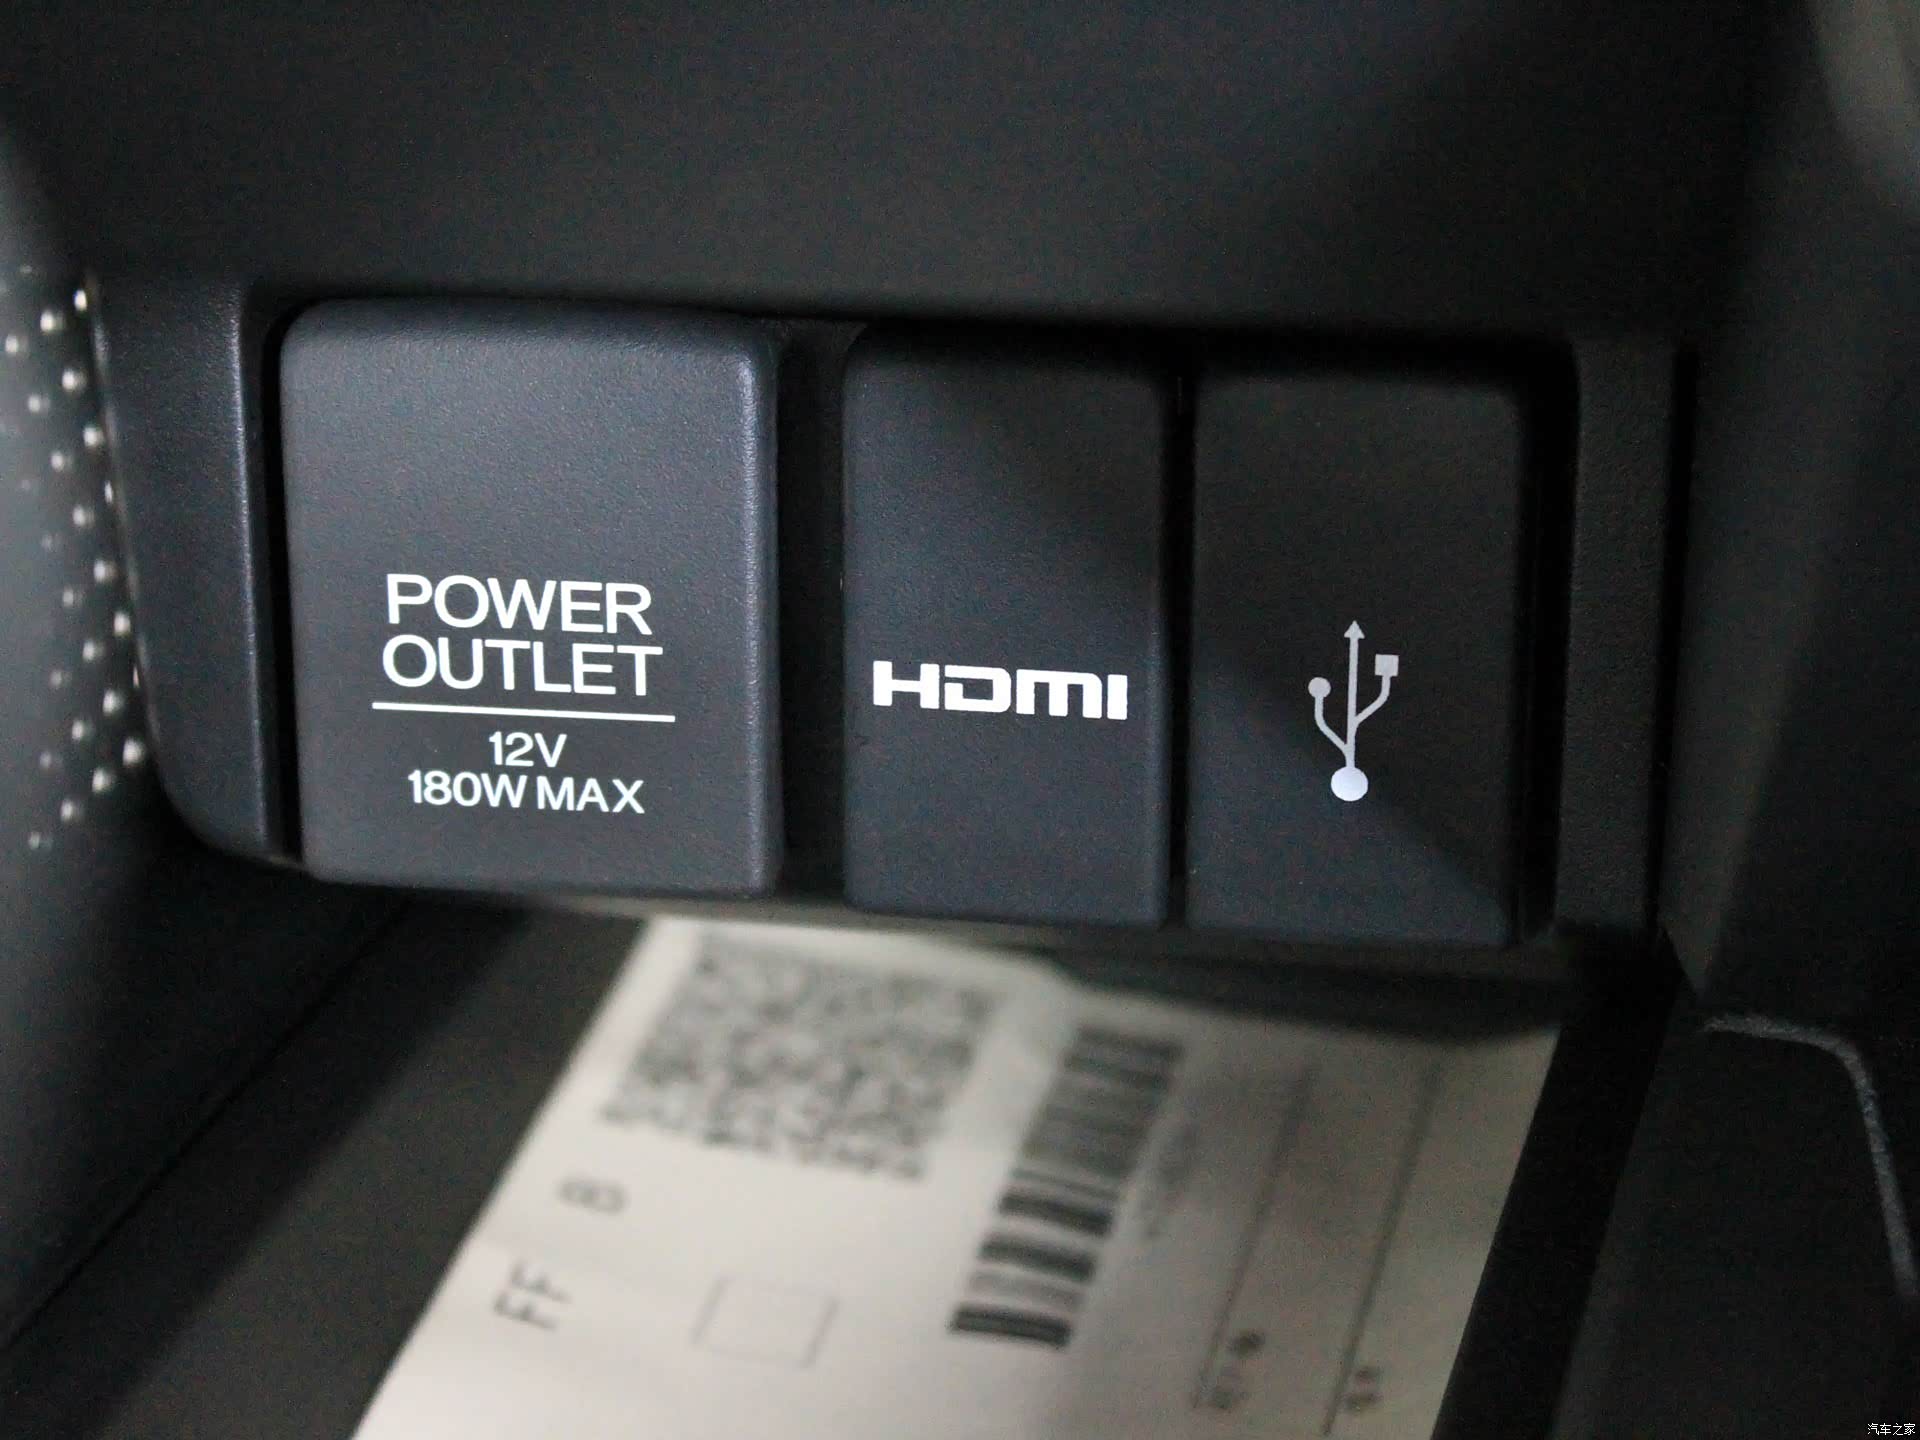 POWER
OUTLET
12V
180W MAX
HDMI
FF B
汽车之家